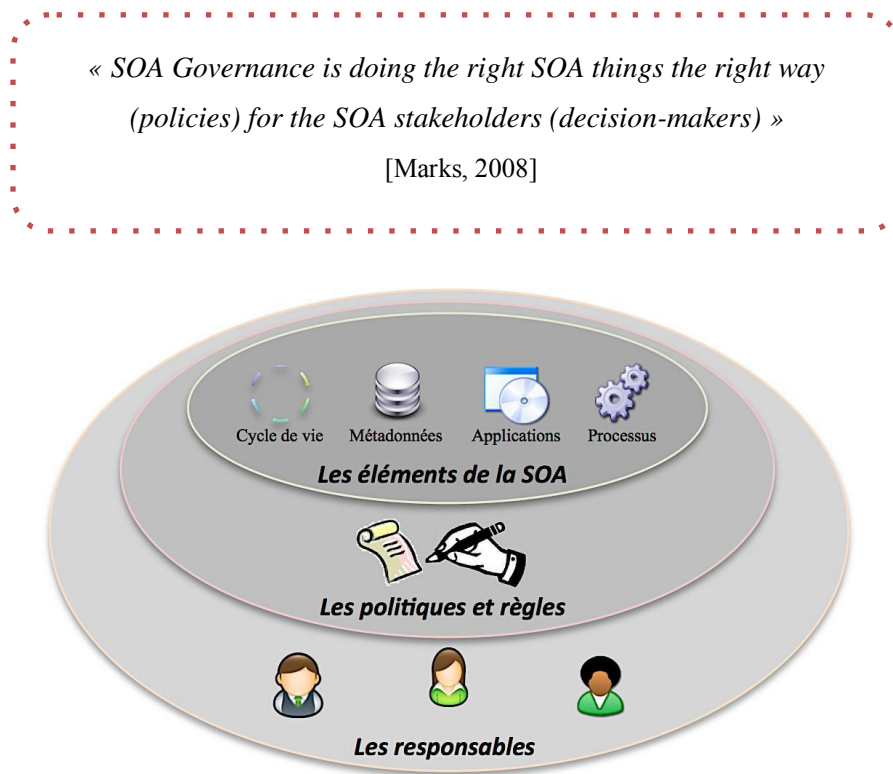 « SOA Governance is doing the right SOA things the right way
(policies) for the SOA stakeholders (decision-makers) »
[Marks, 2008]
Cycle de vie Métadonnées Applications Processus
Les éléments de la SOA
Les politiques et règles
Les responsables